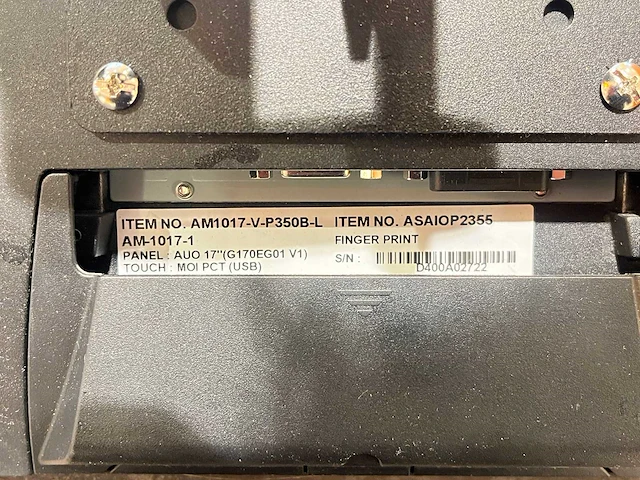 ITEM NO. AM1017-V-P350B-L ITEM NO. ASAIOP2355
AM-1017-1 FINGER PRINT
PANEL : AUO 17"(G170EG01 V1) S/N :
TOUCH : MOI PCT (USB) D400A02722